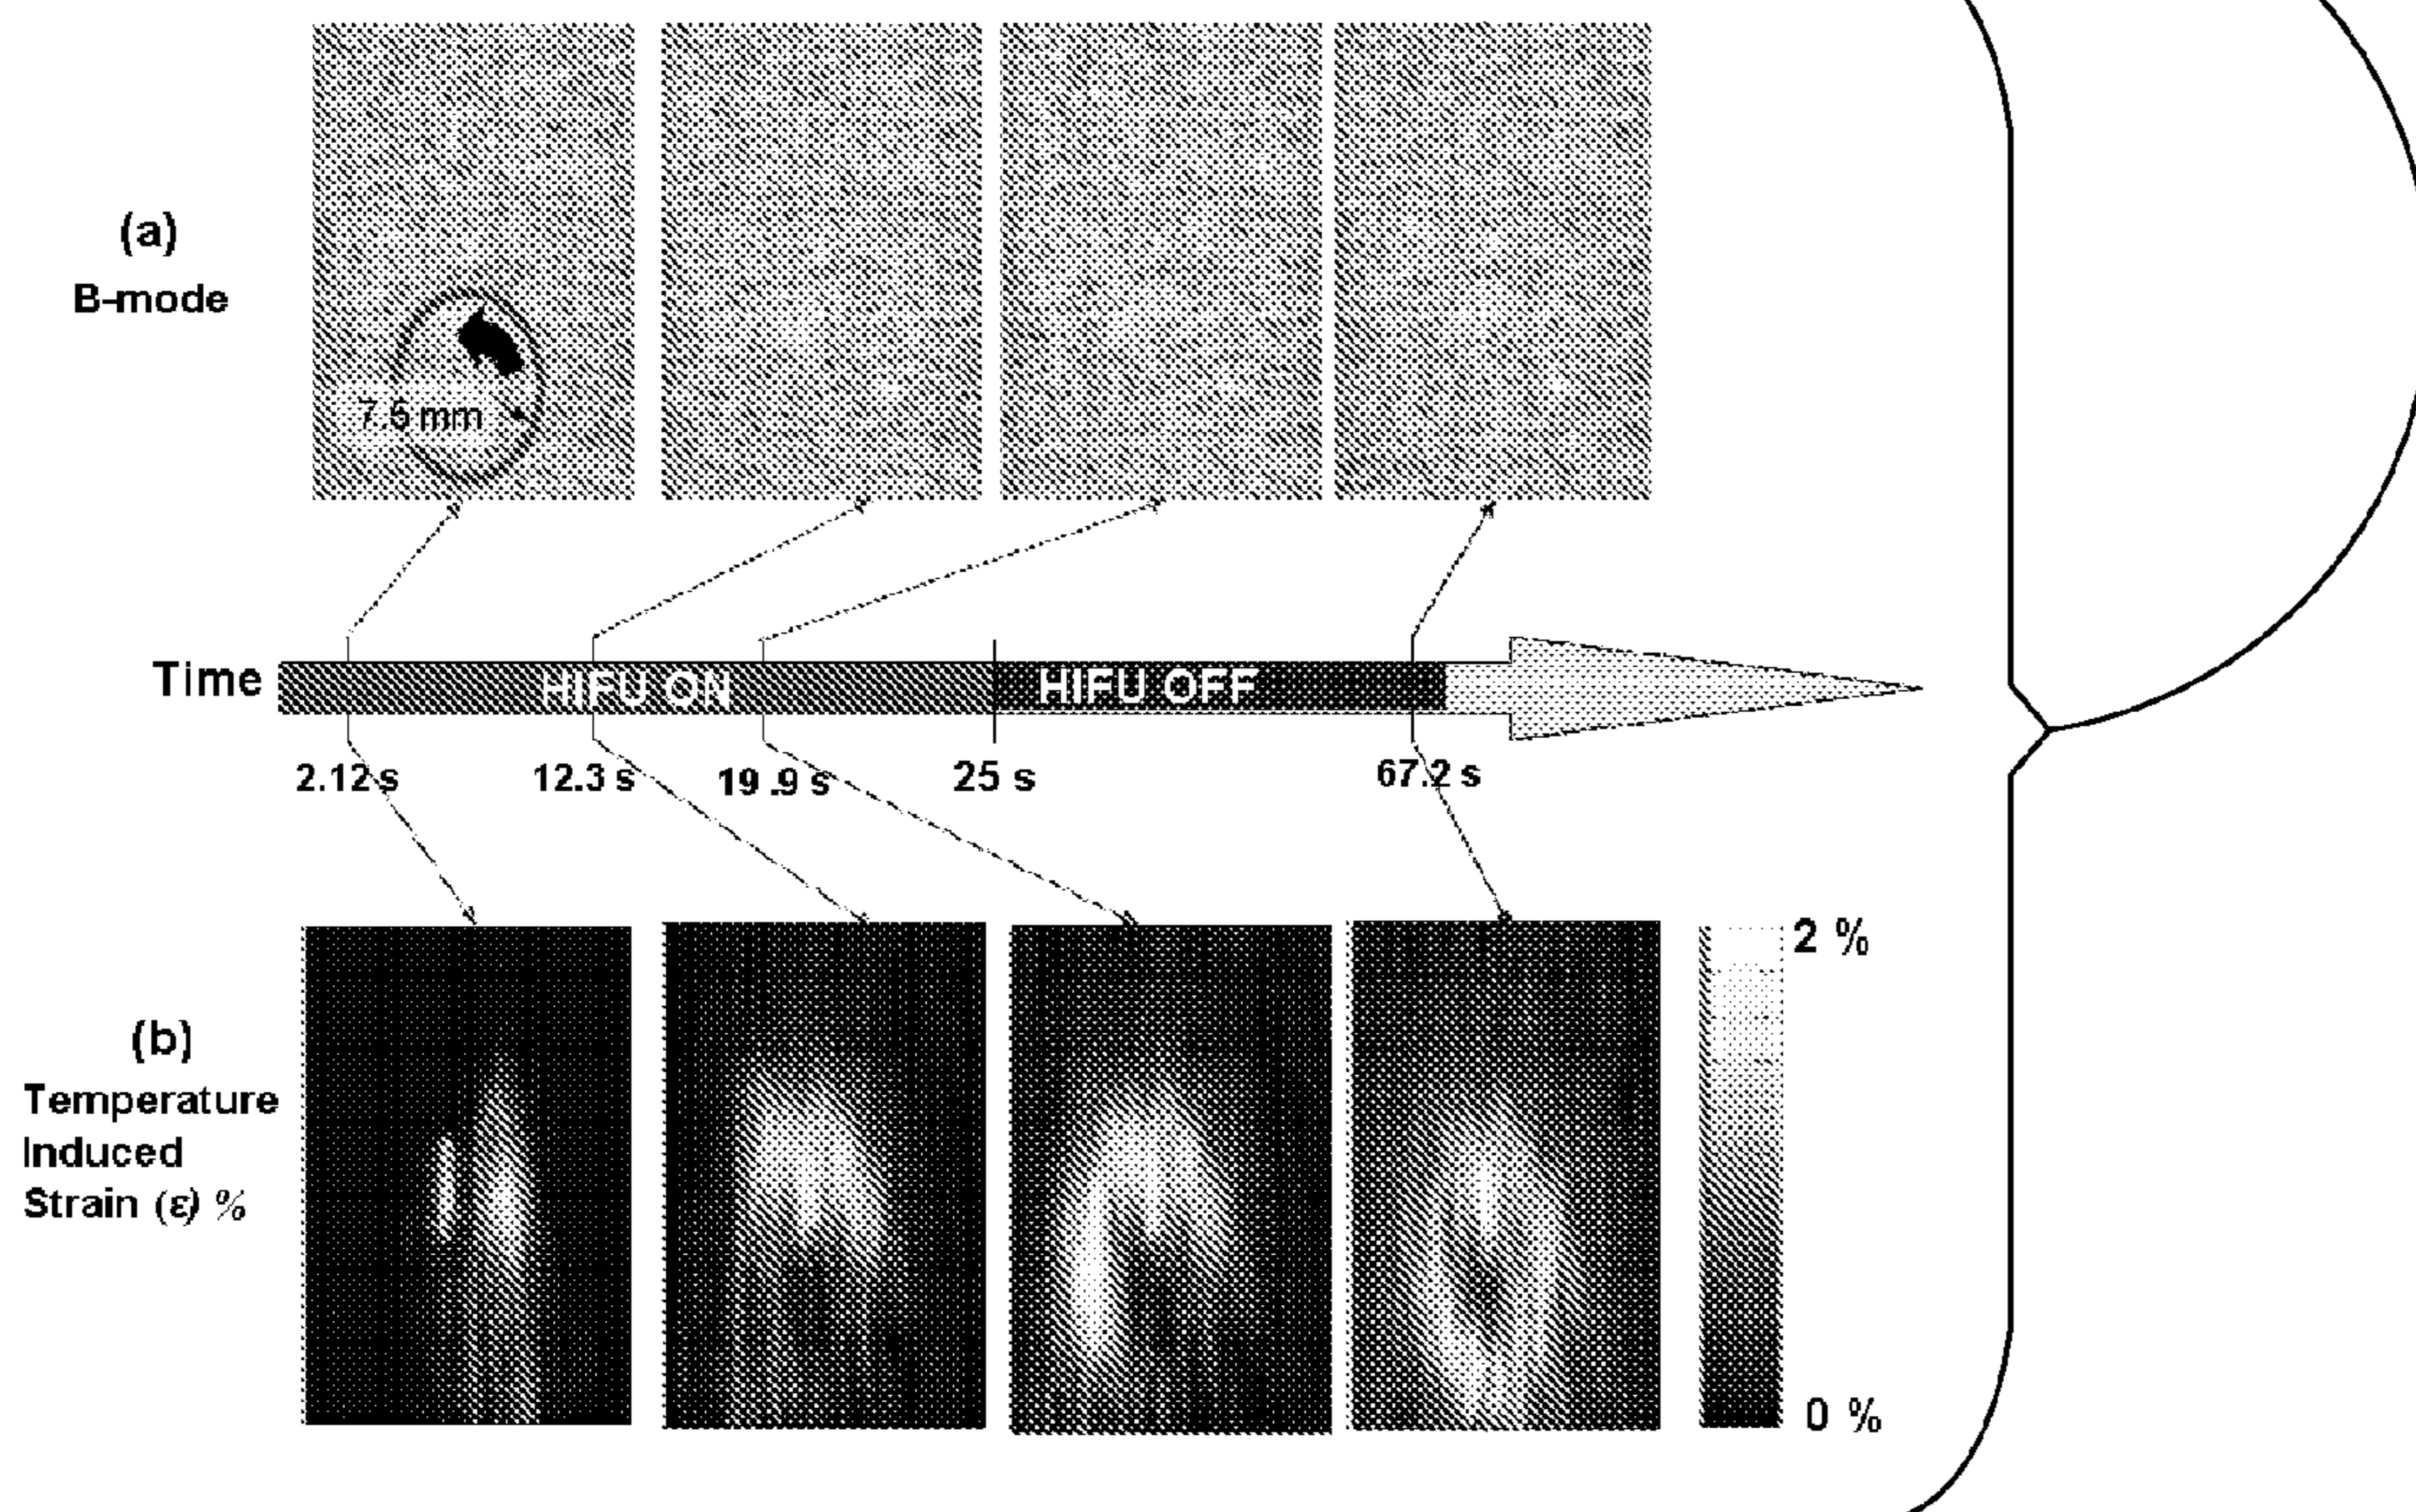 (a)
B-mode
7.5 mm
Time
HIFU ON
HIFU OFF
2.12 s
12.3 s
19.9 s
25 s
67.2 s
(b)
Temperature
Induced
Strain (ε) %
2 %
0 %